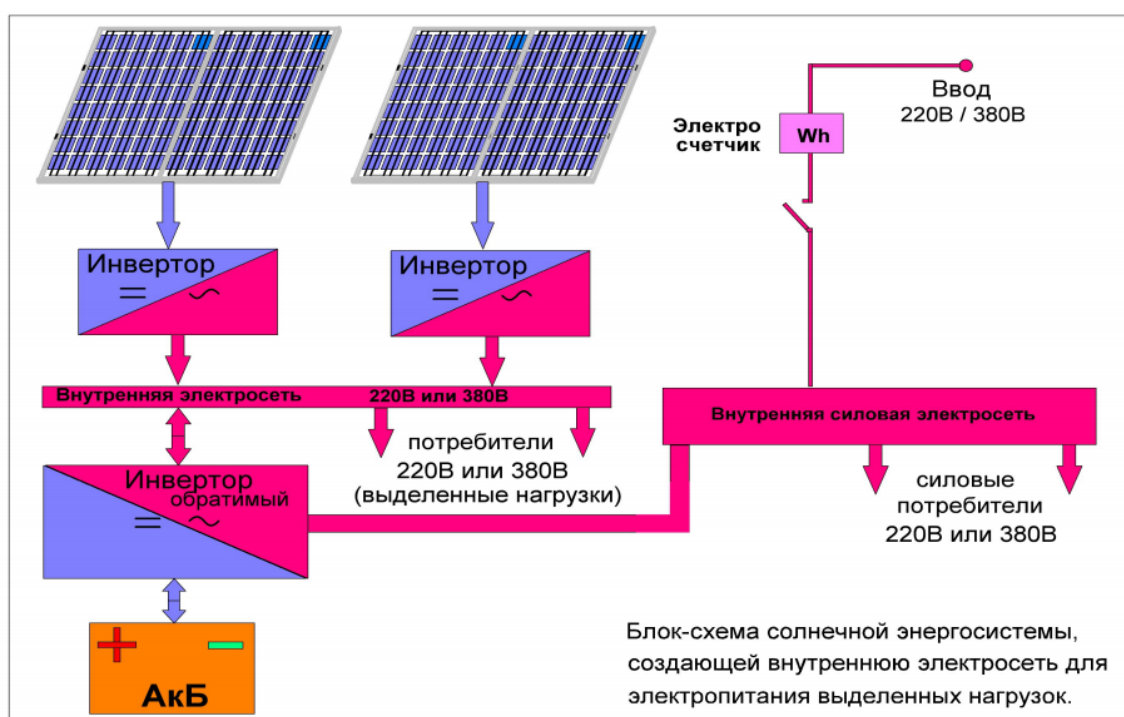 Ввод
220В / 380В
Электро
счетчик
Wh
Инвертор
Инвертор
Внутренняя электросеть 220В или 380В
Внутренняя силовая электросеть
потребители
220В или 380В
(выделенные нагрузки)
Инвертор
обратимый
силовые
потребители
220В или 380В
+ −
АкБ
Блок-схема солнечной энергосистемы,
создающей внутреннюю электросеть для
электропитания выделенных нагрузок.